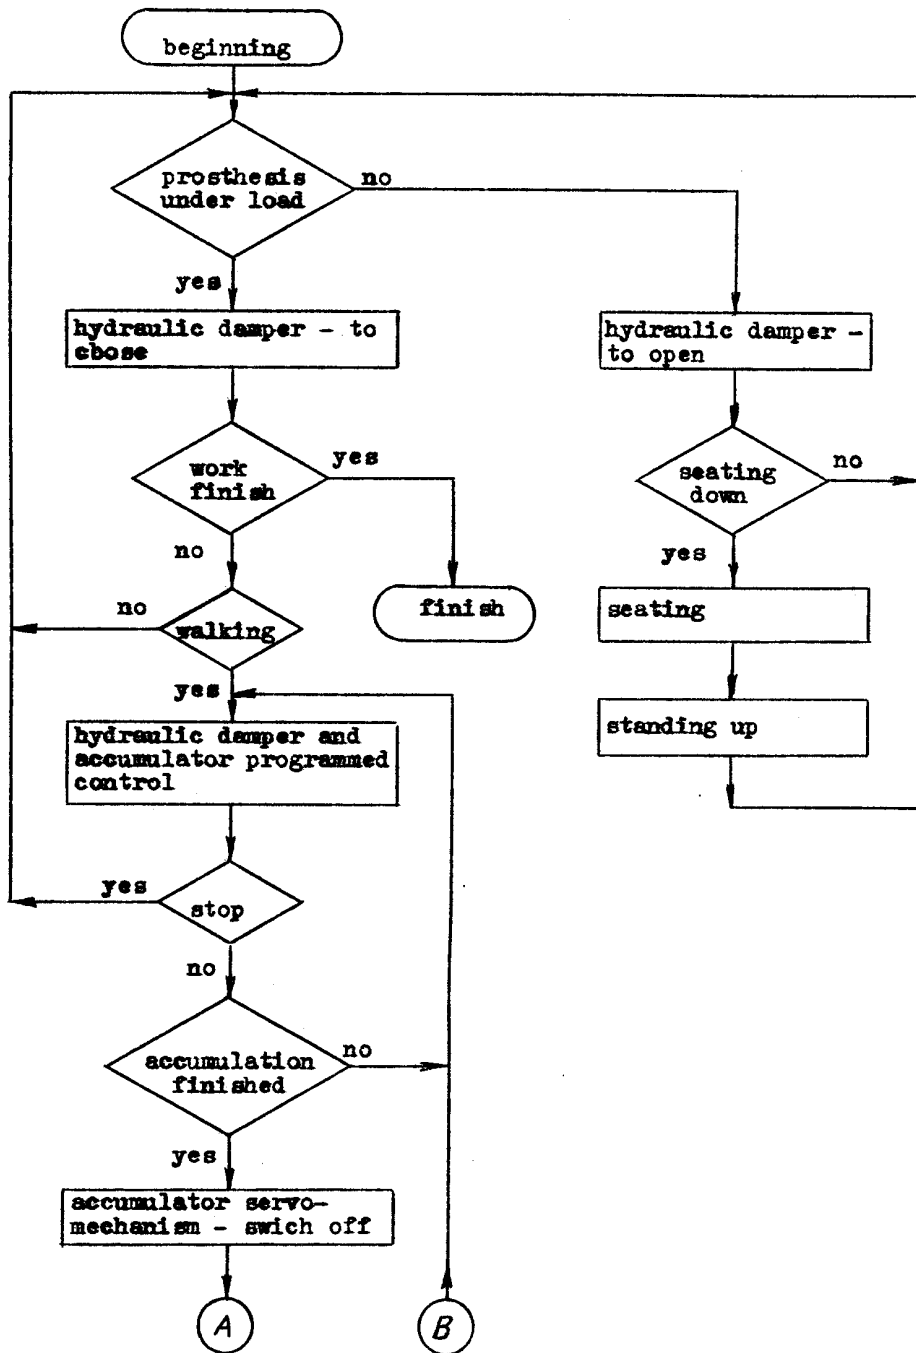 beginning
prosthesis
under load
no
yes
hydraulic damper - to
cbose
hydraulic damper -
to open
work
finish
yes
no
seating
down
no
yes
finish
no
walking
yes
seating
standing up
hydraulic damper and
accumulator programmed
control
yes
stop
no
accumulation
finished
no
yes
accumulator servo-
mechanism - swich off
A
B